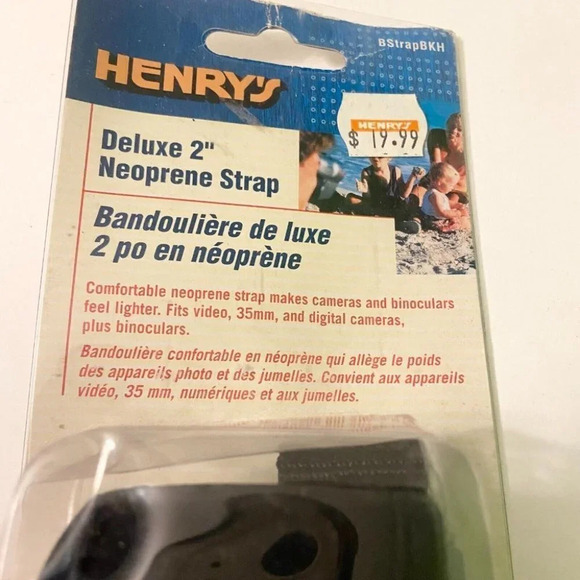 BStrapBKH
HENRY'S
HENRY'S
$ 19.99
Deluxe 2"
Neoprene Strap
Bandoulière de luxe
2 po en néoprène
Comfortable neoprene strap makes cameras and binoculars
feel lighter. Fits video, 35mm, and digital cameras,
plus binoculars.
Bandoulière confortable en néoprène qui allège le poids
des appareils photo et des jumelles. Convient aux appareils
vidéo, 35 mm, numériques et aux jumelles.